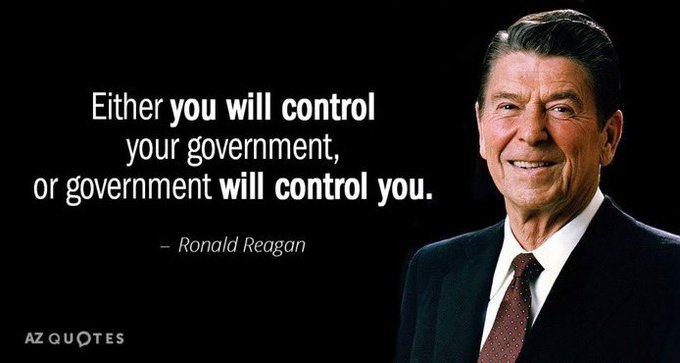 Either you will control
your government,
or government will control you.
– Ronald Reagan
AZ QUOTES